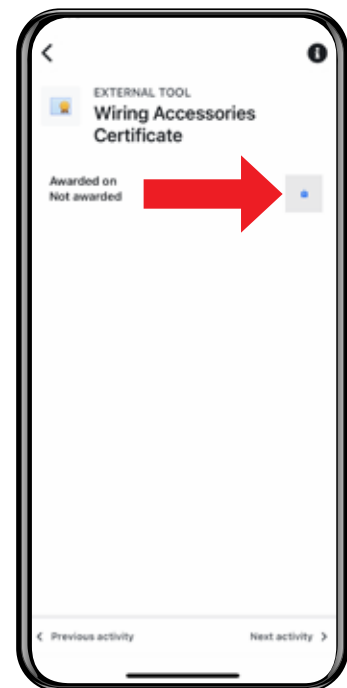 EXTERNAL TOOL
Wiring Accessories
Certificate
Awarded on
Not awarded
Previous activity
Next activity